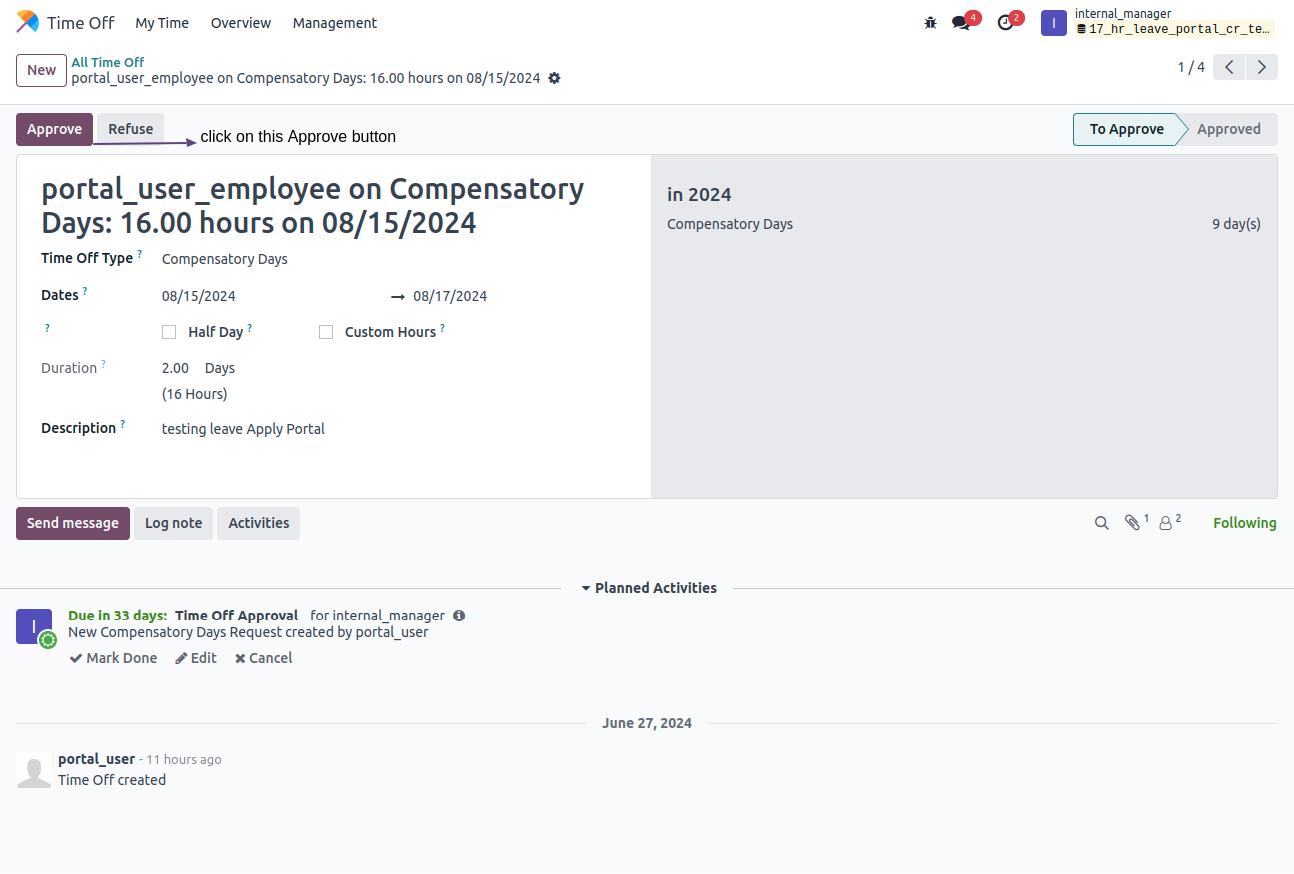 Time Off My Time Overview Management 4 2 I internal_manager
17_hr_leave_portal_cr_te...
New All Time Off
portal_user_employee on Compensatory Days: 16.00 hours on 08/15/2024
1 / 4
Approve Refuse click on this Approve button To Approve Approved
portal_user_employee on Compensatory
Days: 16.00 hours on 08/15/2024
Time Off Type ? Compensatory Days
Dates ? 08/15/2024 → 08/17/2024
? Half Day ? Custom Hours ?
Duration ? 2.00 Days
(16 Hours)
Description ? testing leave Apply Portal
in 2024
Compensatory Days 9 day(s)
Send message Log note Activities 1 2 Following
Planned Activities
I Due in 33 days: Time Off Approval for internal_manager
New Compensatory Days Request created by portal_user
Mark Done Edit Cancel
June 27, 2024
portal_user - 11 hours ago
Time Off created